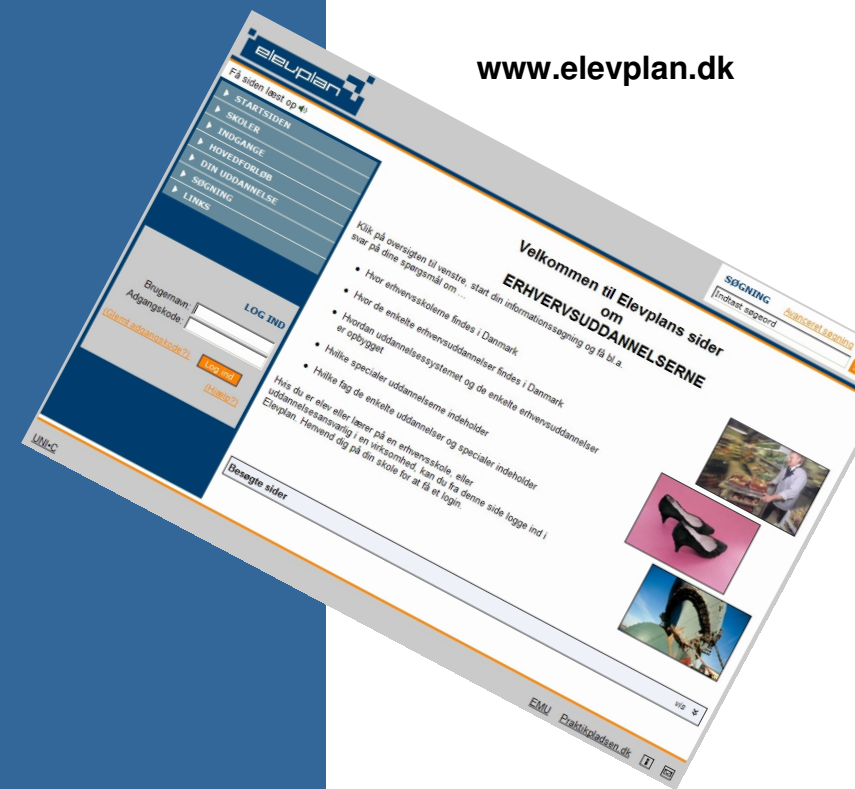 www.elevplan.dk
elevplan
Få siden læst op
STARTSIDEN
SKOLER
INDGANGE
HOVEDFORLØB
DIN UDDANNELSE
SØGNING
LINKS
LOG IND
Brugernavn:
Adgangskode:
(Glemt adgangskode?)
Log ind
(Hjælp?)
UNI•C
SØGNING
Indtast søgeord
Avanceret søgning
Velkommen til Elevplans sider
om
ERHVERVSUDDANNELSERNE
Klik på oversigten til venstre, start din informationssøgning og få bl.a.
svar på dine spørgsmål om ...
• Hvor erhvervsskolerne findes i Danmark
• Hvor de enkelte erhvervsuddannelser findes i Danmark
• Hvordan uddannelsessystemet og de enkelte erhvervsuddannelser
er opbygget
• Hvilke specialer uddannelserne indeholder
• Hvilke fag de enkelte uddannelser og specialer indeholder
Hvis du er elev eller lærer på en erhvervsskole, eller
uddannelsesansvarlig i en virksomhed, kan du fra denne side logge ind i
Elevplan. Henvend dig på din skole for at få et login.
Besøgte sider
vis
EMU Praktikpladsen.dk